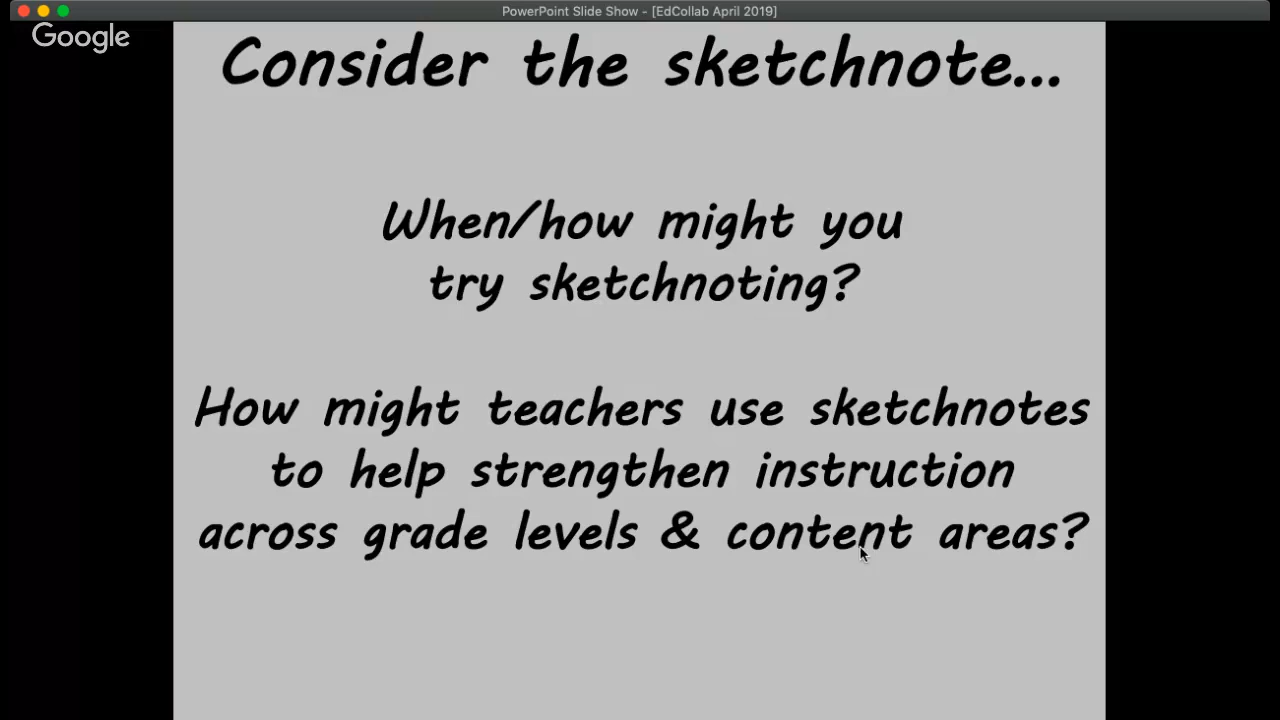 PowerPoint Slide Show - [EdCollab April 2019]
Google
Consider the sketchnote...
When/how might you
try sketchnoting?
How might teachers use sketchnotes
to help strengthen instruction
across grade levels & content areas?